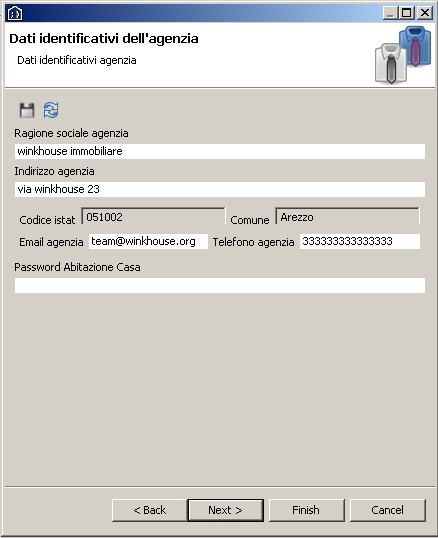 Dati identificativi dell'agenzia
Dati identificativi agenzia
Ragione sociale agenzia
winkhouse immobiliare
Indirizzo agenzia
via winkhouse 23
Codice istat 051002 Comune Arezzo
Email agenzia team@winkhouse.org Telefono agenzia 333333333333333
Password Abitazione Casa
< Back Next > Finish Cancel